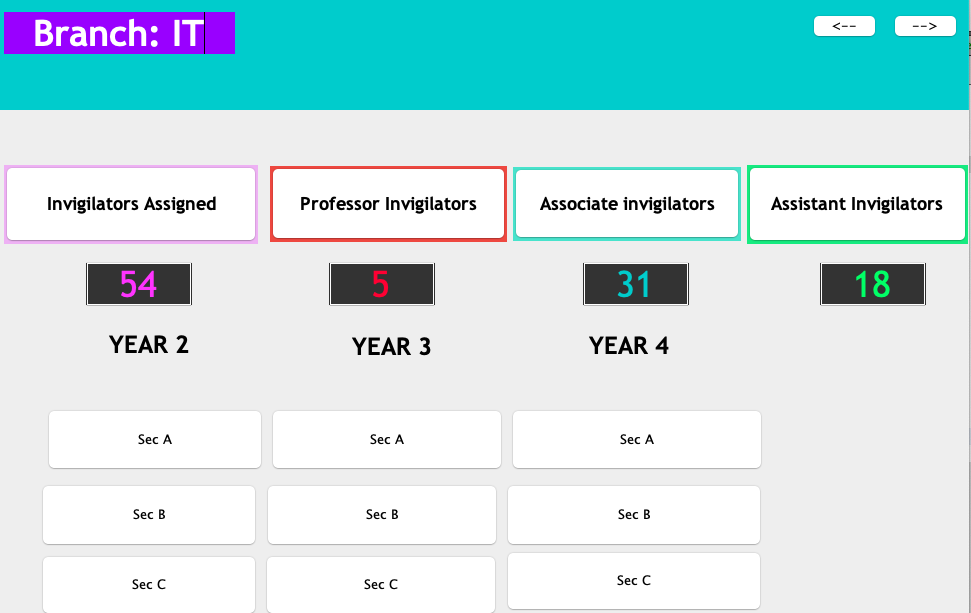 Branch: IT
<-- -->
Invigilators Assigned Professor Invigilators Associate invigilators Assistant Invigilators
54 5 31 18
YEAR 2 YEAR 3 YEAR 4
Sec A Sec A Sec A
Sec B Sec B Sec B
Sec C Sec C Sec C